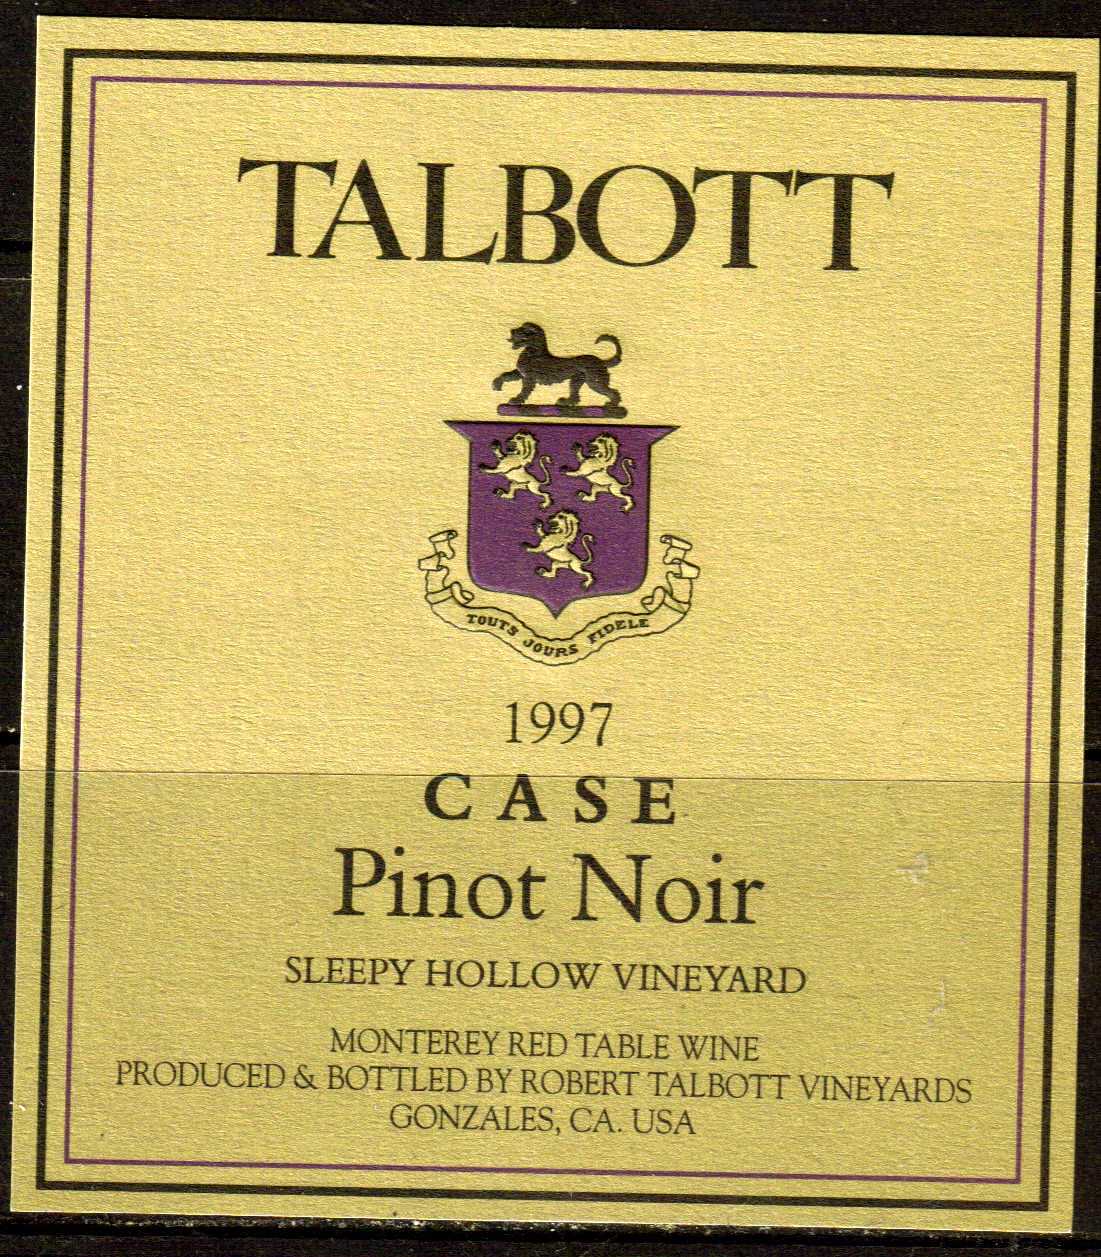 TALBOTT
TOUTS JOURS FIDELE
1997
CASE
Pinot Noir
SLEEPY HOLLOW VINEYARD
MONTEREY RED TABLE WINE
PRODUCED & BOTTLED BY ROBERT TALBOTT VINEYARDS
GONZALES, CA. USA